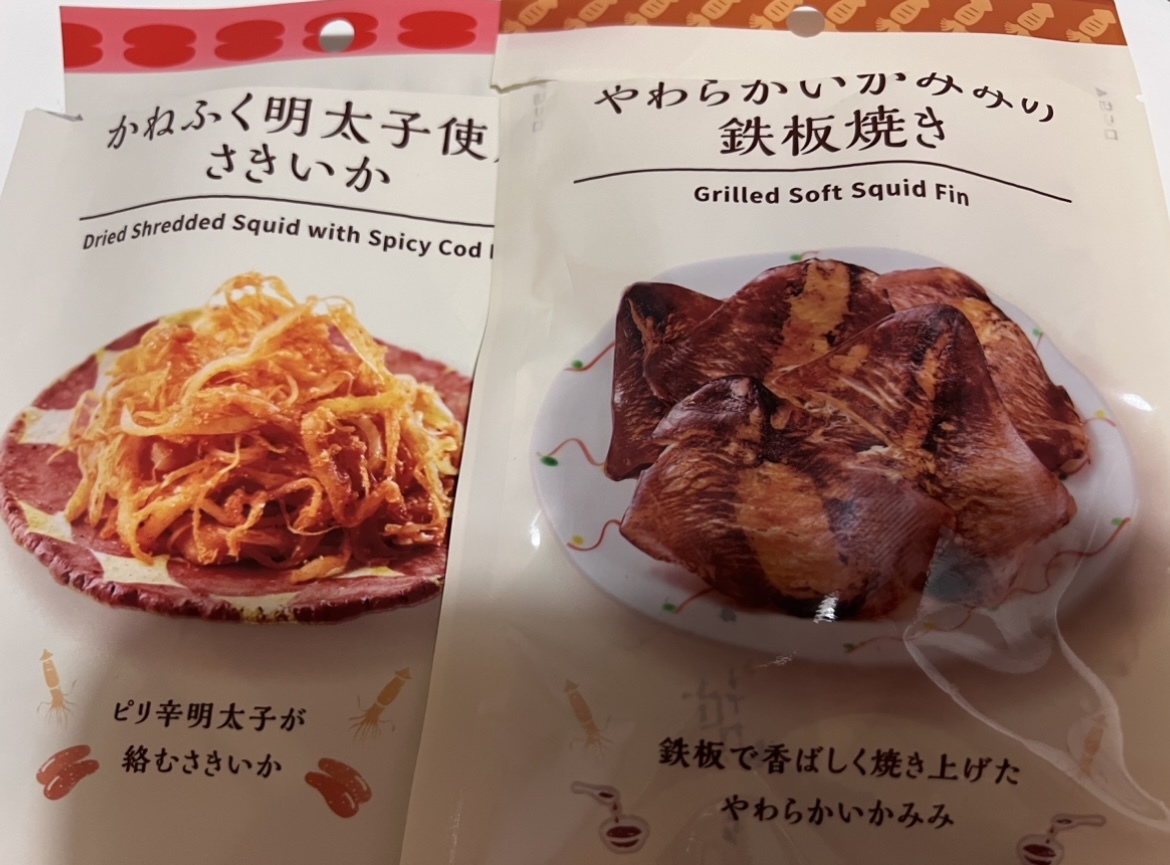 かねふく明太子使
さきいか
Dried Shredded Squid with Spicy Cod
ピリ辛明太子が
絡むさきいか
やわらかいかみみの
鉄板焼き
Grilled Soft Squid Fin
鉄板で香ばしく焼き上げた
やわらかいかみみ